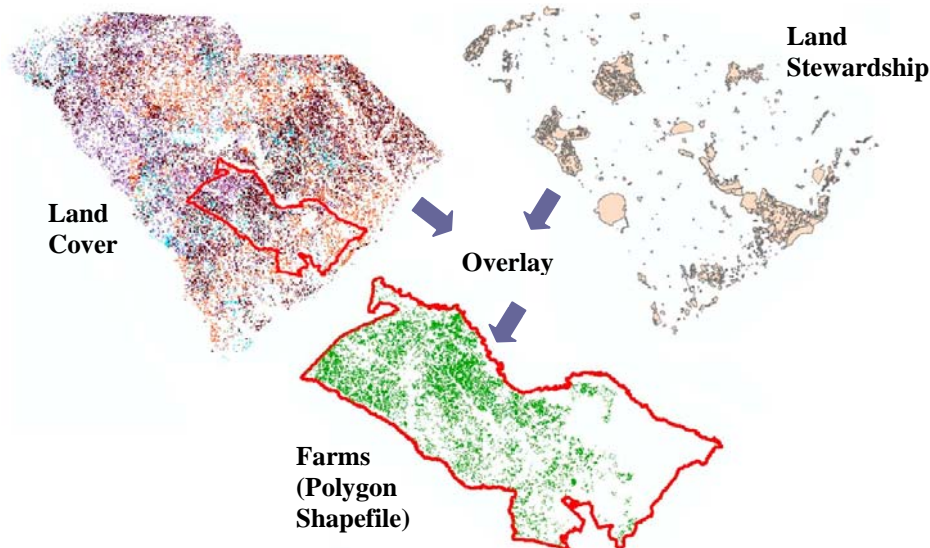 Land
Stewardship
Land
Cover
Overlay
Farms
(Polygon
Shapefile)